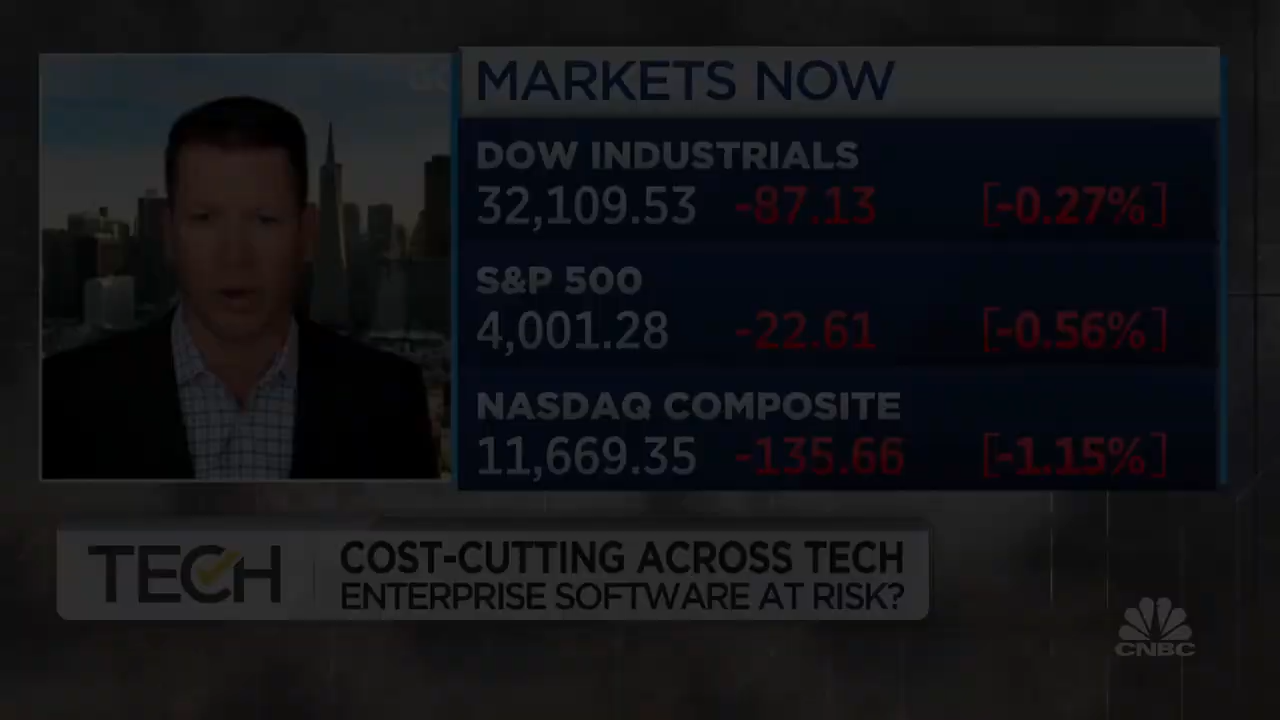 MARKETS NOW
DOW INDUSTRIALS
32,109.53 -87.13 [-0.27%]
S&P 500
4,001.28 -22.61 [-0.56%]
NASDAQ COMPOSITE
11,669.35 -135.66 [-1.15%]
TECH
COST-CUTTING ACROSS TECH
ENTERPRISE SOFTWARE AT RISK?
CNBC